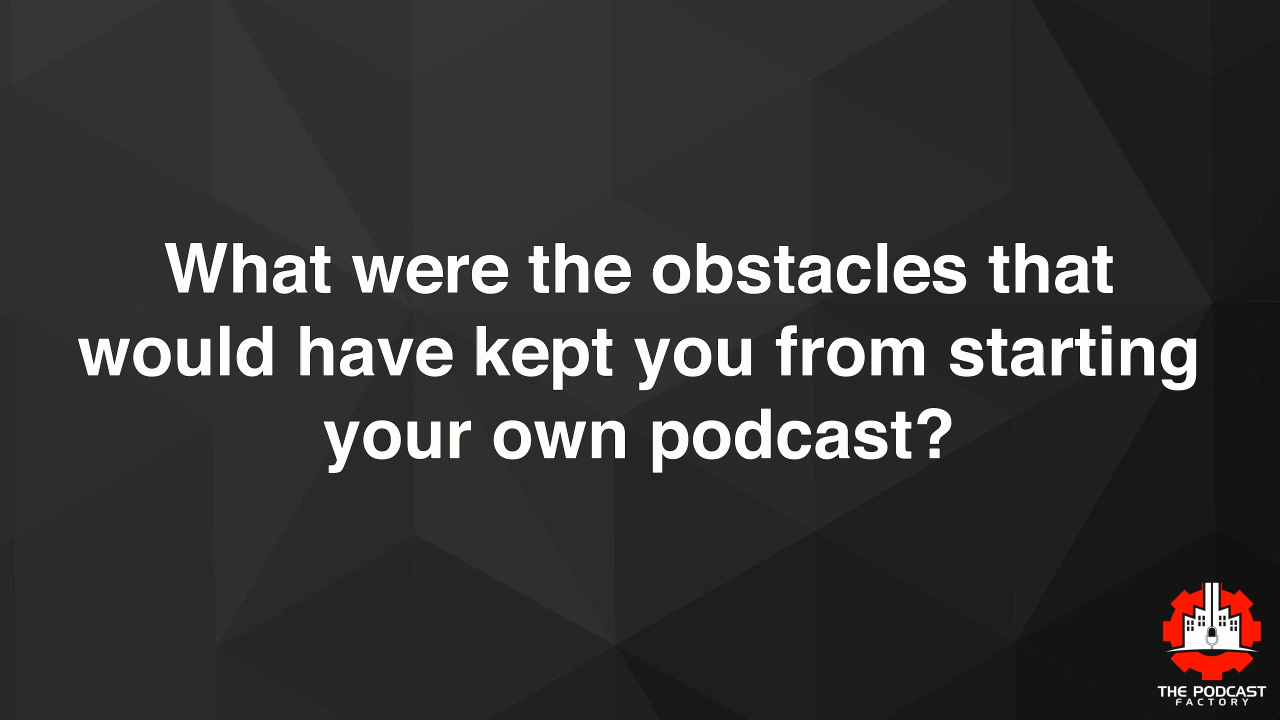 What were the obstacles that
would have kept you from starting
your own podcast?
THE PODCAST
FACTORY